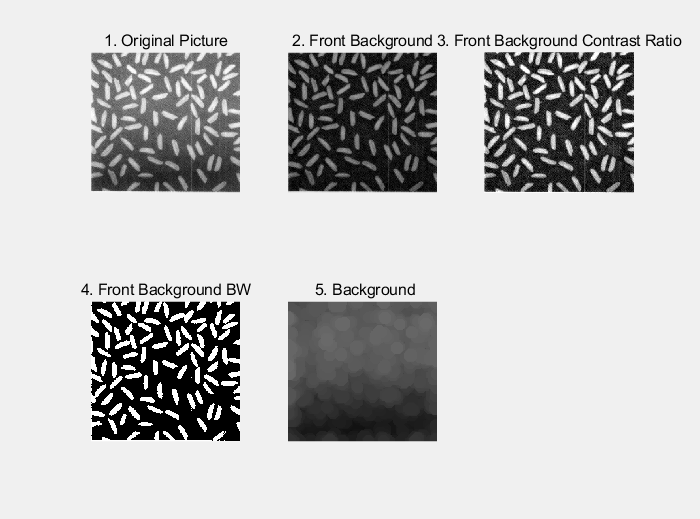 1. Original Picture
2. Front Background
3. Front Background Contrast Ratio
4. Front Background BW
5. Background